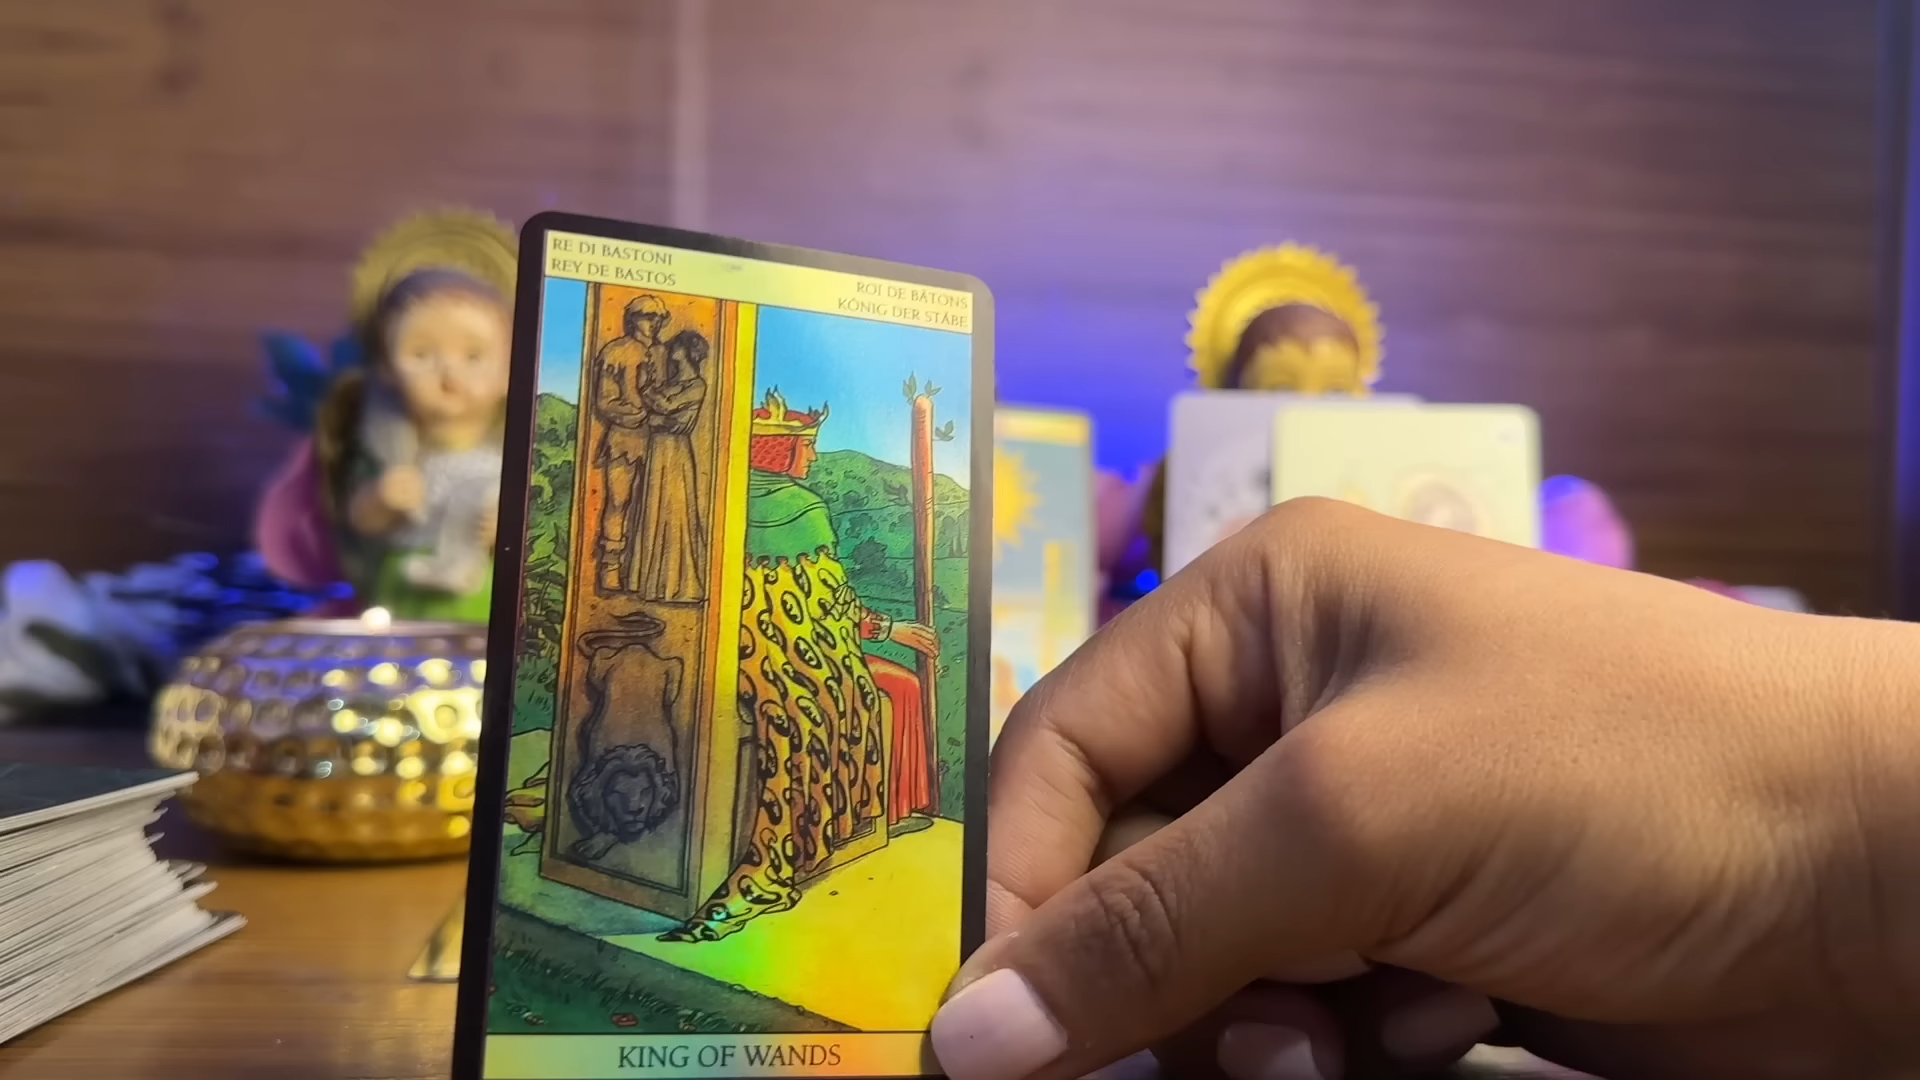 RE DI BASTONI
REY DE BASTOS
ROI DE BÂTONS
KÖNIG DER STÄBE
KING OF WANDS